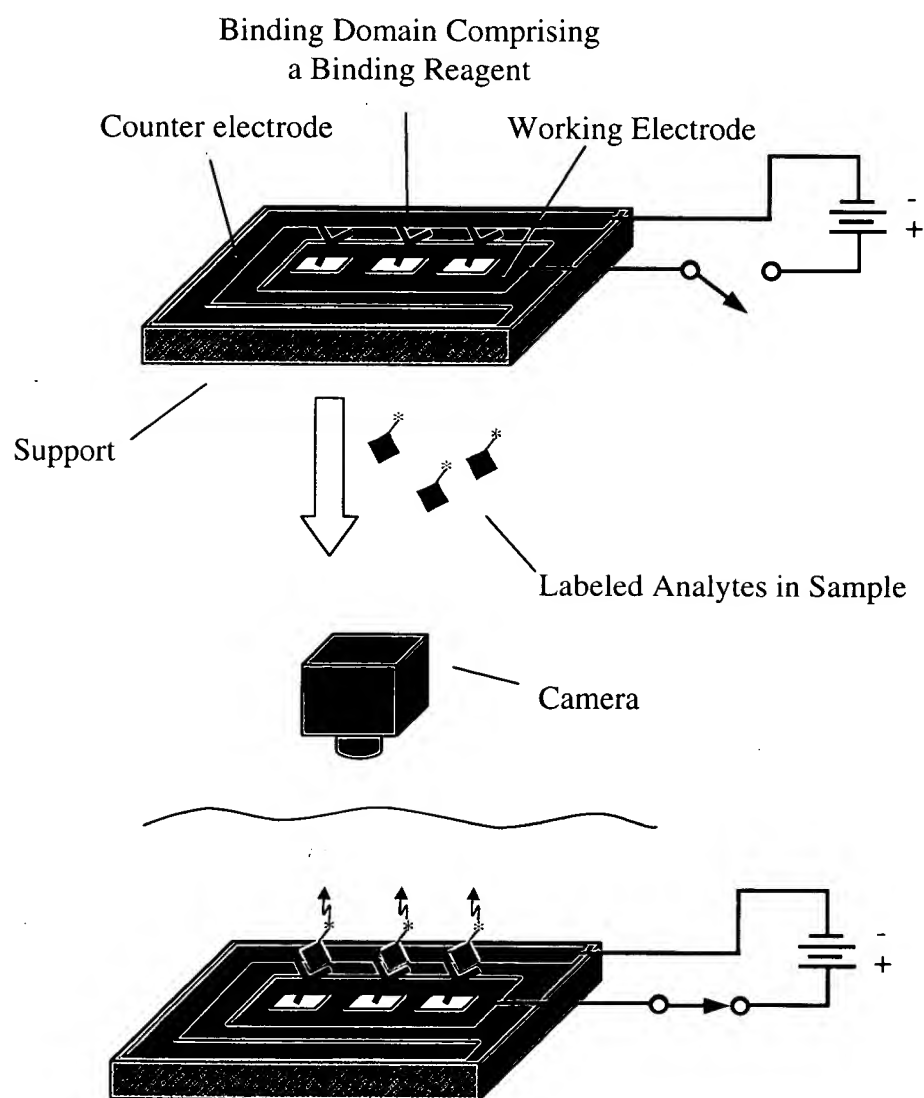 Binding Domain Comprising
a Binding Reagent
Counter electrode
Working Electrode
-
+
Support
* * *
Labeled Analytes in Sample
Camera
* * *
-
+